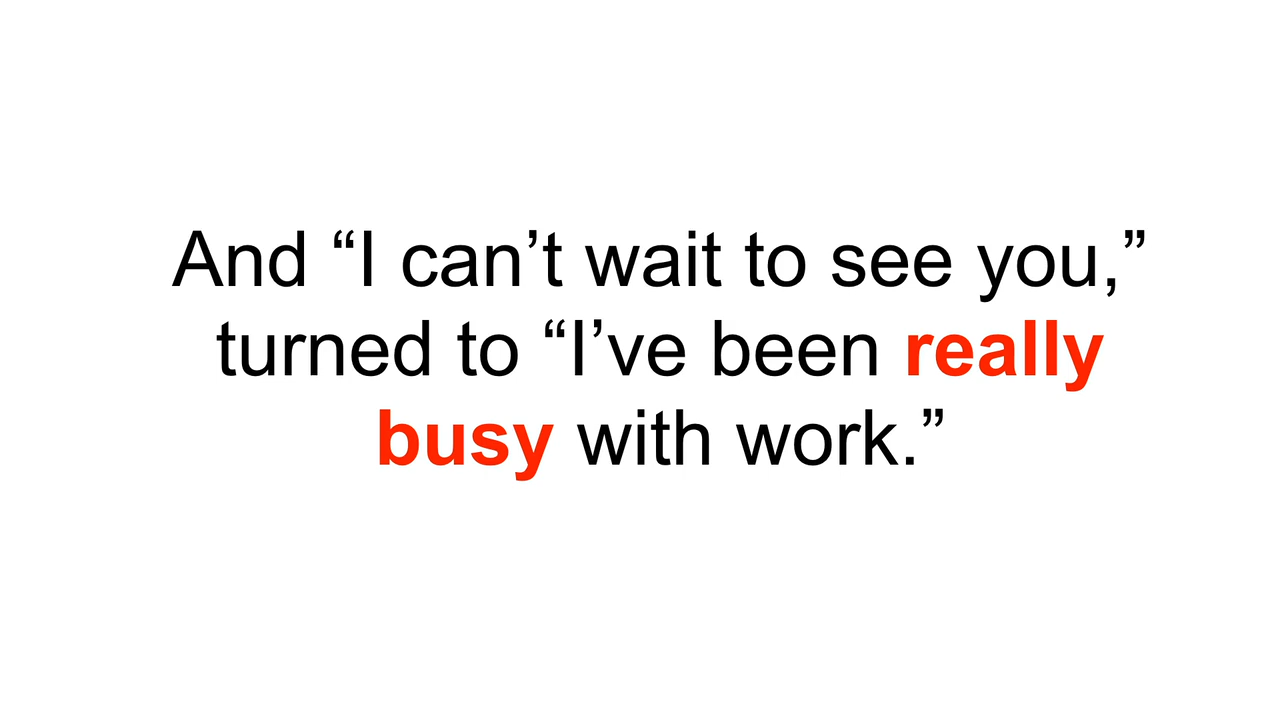 And “I can’t wait to see you,”
turned to “I’ve been really
busy with work.”